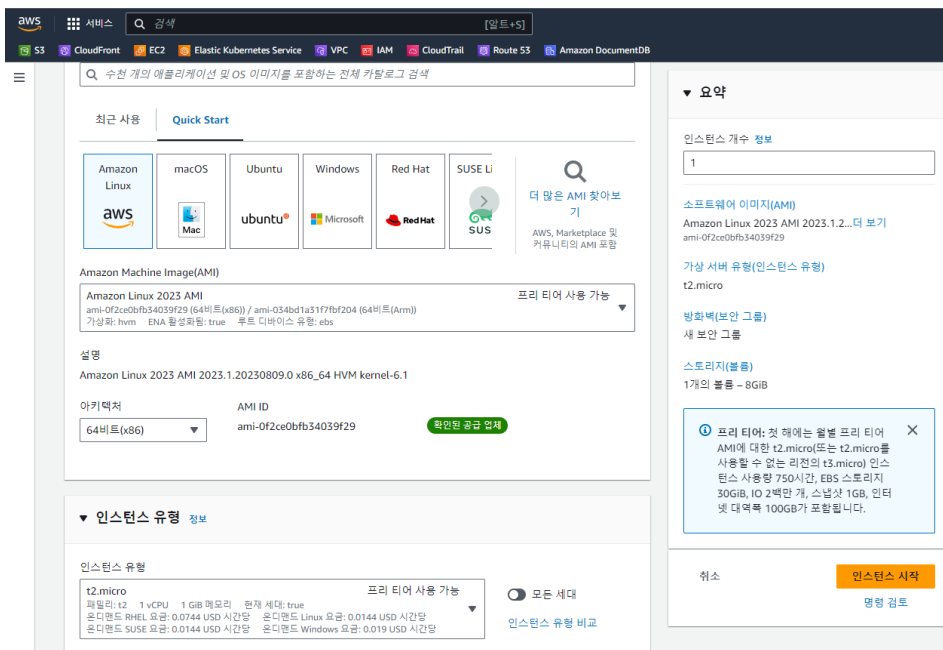 aws
서비스
검색
[알트+S]
S3 CloudFront EC2 Elastic Kubernetes Service VPC IAM CloudTrail Route 53 Amazon DocumentDB
수천 개의 애플리케이션 및 OS 이미지를 포함하는 전체 카탈로그 검색
최근 사용
Quick Start
Amazon
Linux
aws
macOS
Mac
Ubuntu
ubuntu
Windows
Microsoft
Red Hat
Red Hat
SUSE Li
SUS
더 많은 AMI 찾아보
기
AWS, Marketplace 및
커뮤니티의 AMI 포함
Amazon Machine Image(AMI)
Amazon Linux 2023 AMI
프리 티어 사용 가능
ami-0f2ce0bfb34039f29 (64비트(x86)) / ami-034bd1a31f7fbf204 (64비트(Arm))
가상화: hvm ENA 활성화됨: true 루트 디바이스 유형: ebs
설명
Amazon Linux 2023 AMI 2023.1.20230809.0 x86_64 HVM kernel-6.1
아키텍처
AMI ID
64비트(x86)
ami-0f2ce0bfb34039f29
확인된 공급 업체
인스턴스 유형 정보
인스턴스 유형
t2.micro
프리 티어 사용 가능
패밀리: t2 1 vCPU 1 GiB 메모리 현재 세대: true
온디맨드 RHEL 요금: 0.0744 USD 시간당 온디맨드 Linux 요금: 0.0144 USD 시간당
온디맨드 SUSE 요금: 0.0144 USD 시간당 온디맨드 Windows 요금: 0.019 USD 시간당
모든 세대
인스턴스 유형 비교
요약
인스턴스 개수 정보
1
소프트웨어 이미지(AMI)
Amazon Linux 2023 AMI 2023.1.2...더 보기
ami-0f2ce0bfb34039f29
가상 서버 유형(인스턴스 유형)
t2.micro
방화벽(보안 그룹)
새 보안 그룹
스토리지(볼륨)
1개의 볼륨 – 8GiB
프리 티어: 첫 해에는 월별 프리 티어
AMI에 대한 t2.micro(또는 t2.micro를
사용할 수 없는 리전의 t3.micro) 인스
턴스 사용량 750시간, EBS 스토리지
30GiB, IO 2백만 개, 스냅샷 1GB, 인터
넷 대역폭 100GB가 포함됩니다.
취소
인스턴스 시작
명령 검토